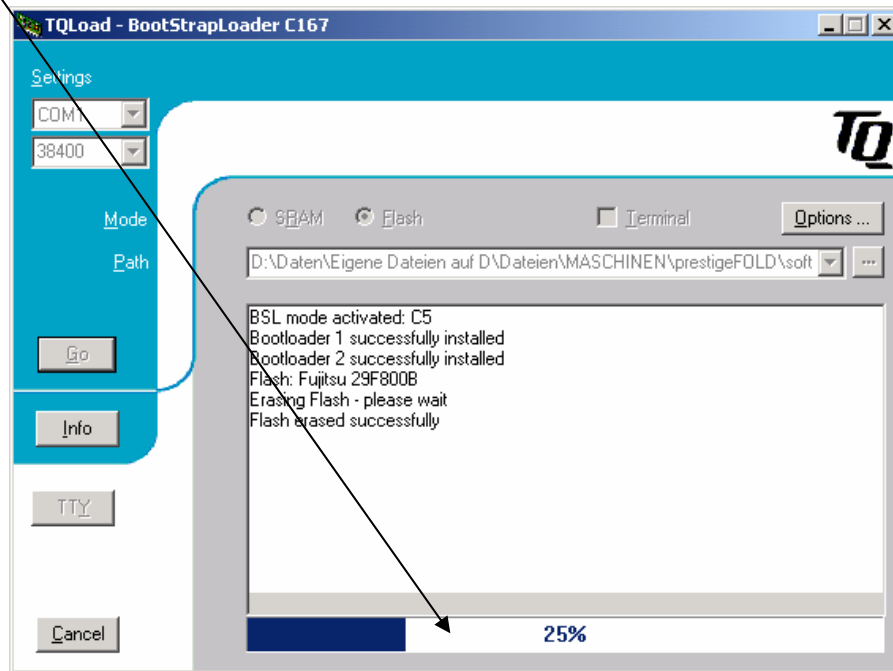 TQLoad - BootStrapLoader C167
Settings
COM1
38400
TQ
Mode
SRAM
Flash
Terminal
Options ...
Path
D:\Daten\Eigene Dateien auf D\Dateien\MASCHINEN\prestigeFOLD\soft
...
BSL mode activated: C5
Bootloader 1 successfully installed
Bootloader 2 successfully installed
Flash: Fujitsu 29F800B
Erasing Flash - please wait
Flash erased successfully
Go
Info
TTY
Cancel
25%